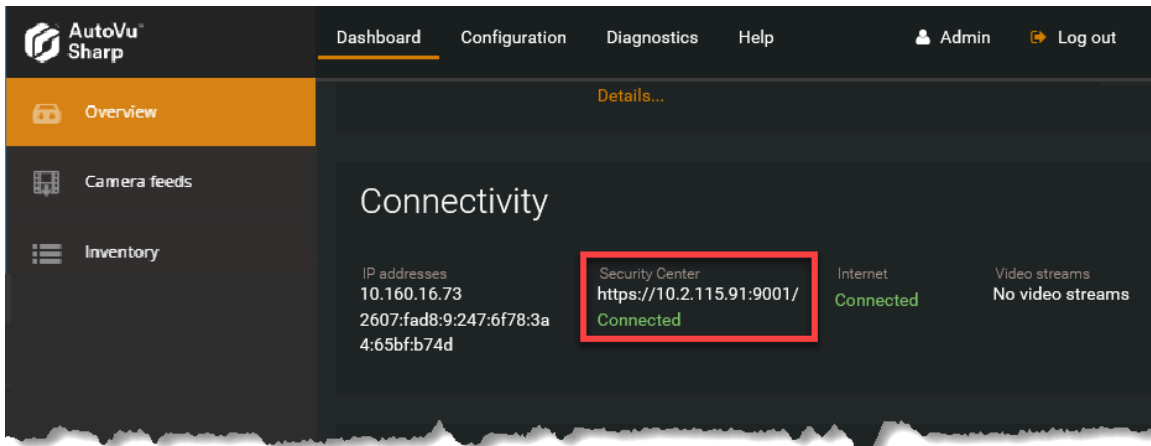 AutoVu™
Sharp
Dashboard Configuration Diagnostics Help Admin Log out
Overview
Camera feeds
Inventory
Details...
Connectivity
IP addresses
10.160.16.73
2607:fad8:9:247:6f78:3a
4:65bf:b74d
Security Center
https://10.2.115.91:9001/
Connected
Internet
Connected
Video streams
No video streams